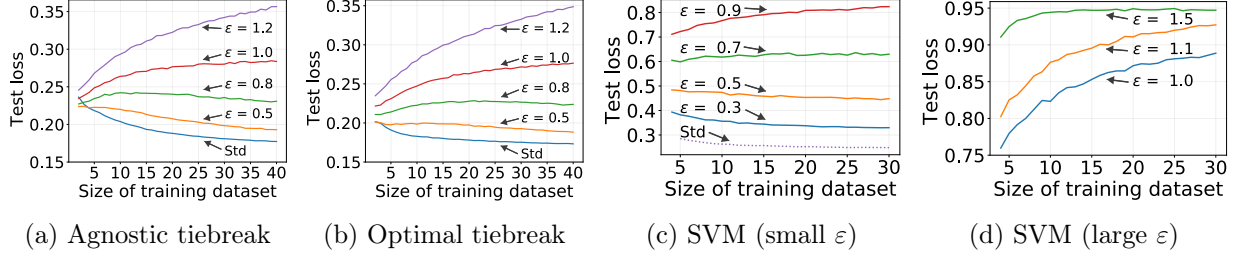 Test loss
0.35
0.30
0.25
0.20
0.15
ε = 1.2
ε = 1.0
ε = 0.8
ε = 0.5
Std
5 10 15 20 25 30 35 40
Size of training dataset
(a) Agnostic tiebreak
Test loss
0.35
0.30
0.25
0.20
0.15
ε = 1.2
ε = 1.0
ε = 0.8
ε = 0.5
Std
5 10 15 20 25 30 35 40
Size of training dataset
(b) Optimal tiebreak
Test loss
0.8
0.7
0.6
0.5
0.4
0.3
ε = 0.9
ε = 0.7
ε = 0.5
ε = 0.3
Std
5 10 15 20 25 30
Size of training dataset
(c) SVM (small ε)
Test loss
0.95
0.90
0.85
0.80
0.75
ε = 1.5
ε = 1.1
ε = 1.0
5 10 15 20 25 30
Size of training dataset
(d) SVM (large ε)